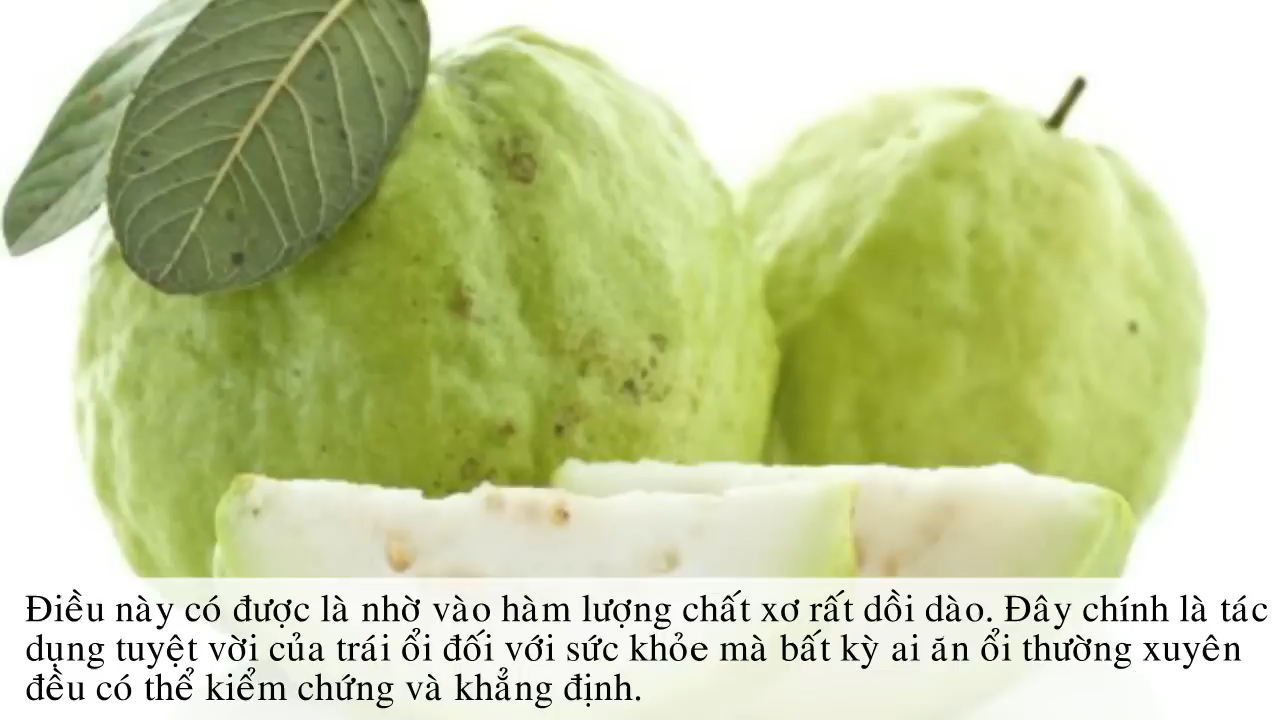 Điều này có được là nhờ vào hàm lượng chất xơ rất dồi dào. Đây chính là tác
dụng tuyệt vời của trái ổi đối với sức khỏe mà bất kỳ ai ăn ổi thường xuyên
đều có thể kiểm chứng và khẳng định.